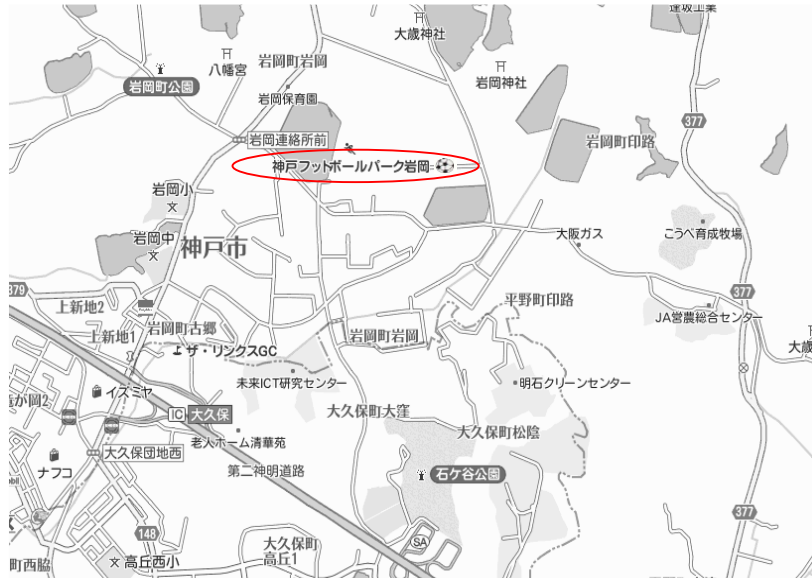 逢坂工業
大歳神社
八幡宮
岩岡町岩岡
岩岡神社
岩岡町公園
岩岡保育園
377
岩岡連絡所前
岩岡町印路
神戸フットボールパーク岩岡
岩岡小
岩岡中
神戸市
大阪ガス
こうべ育成牧場
379
上新地2
377
平野町印路
JA営農総合センター
岩岡町古郷
上新地1
岩岡町岩岡
大歳
ザ・リンクスGC
未来ICT研究センター
明石クリーンセンター
イズミヤ
が岡2
IC 大久保
大久保町大窪
大久保町松陰
老人ホーム清華苑
大久保団地西
ナフコ
第二神明道路
石ケ谷公園
377
148
SA
大久保町
高丘1
高丘西小
町西脇